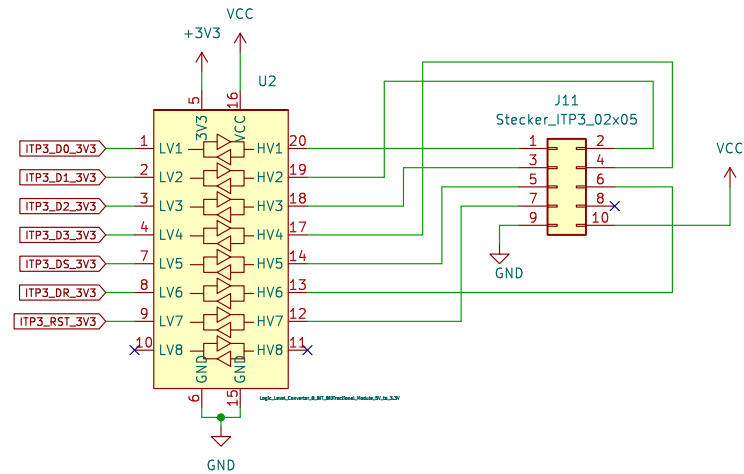 VCC
+3V3
U2
5
16
3V3
VCC
J11
Stecker_ITP3_02x05
VCC
ITP3_D0_3V3 1 LV1 HV1 20 1 2
ITP3_D1_3V3 2 LV2 HV2 19 3 4
ITP3_D2_3V3 3 LV3 HV3 18 5 6
ITP3_D3_3V3 4 LV4 HV4 17 7 8
ITP3_DS_3V3 7 LV5 HV5 14 9 10
ITP3_DR_3V3 8 LV6 HV6 13
ITP3_RST_3V3 9 LV7 HV7 12
10 LV8 HV8 11
GND
GND
GND
6
15
Logic_Level_Converter_8_BIT_BiDirectional_Module_5V_to_3.3V
GND